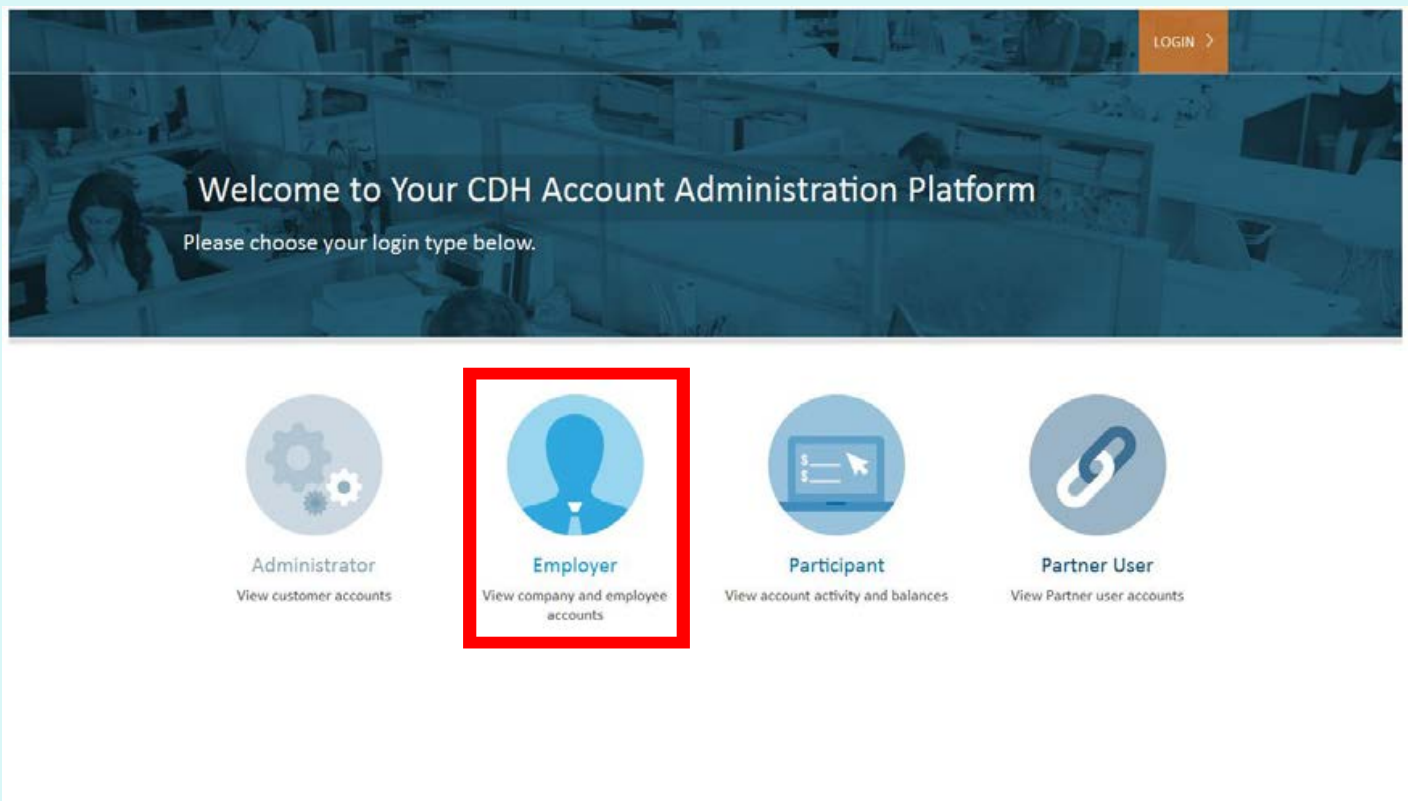 LOGIN >
Welcome to Your CDH Account Administration Platform
Please choose your login type below.
$
$
Administrator
View customer accounts
Employer
View company and employee
accounts
Participant
View account activity and balances
Partner User
View Partner user accounts